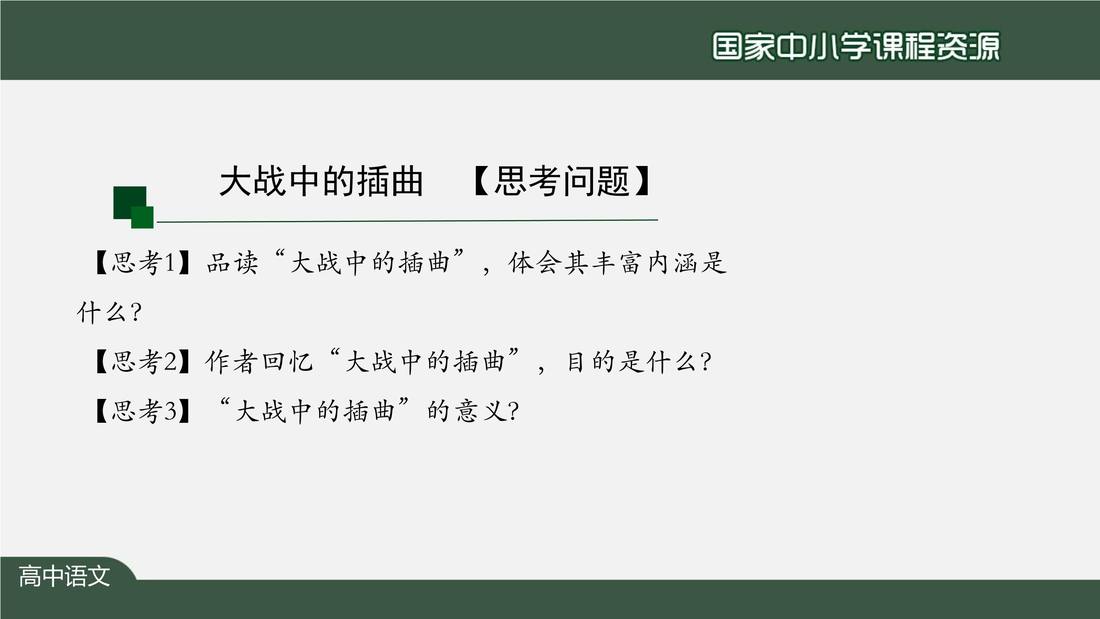 国家中小学课程资源
大战中的插曲 【思考问题】
【思考1】品读“大战中的插曲”，体会其丰富内涵是
什么？
【思考2】作者回忆“大战中的插曲”，目的是什么？
【思考3】“大战中的插曲”的意义？
高中语文